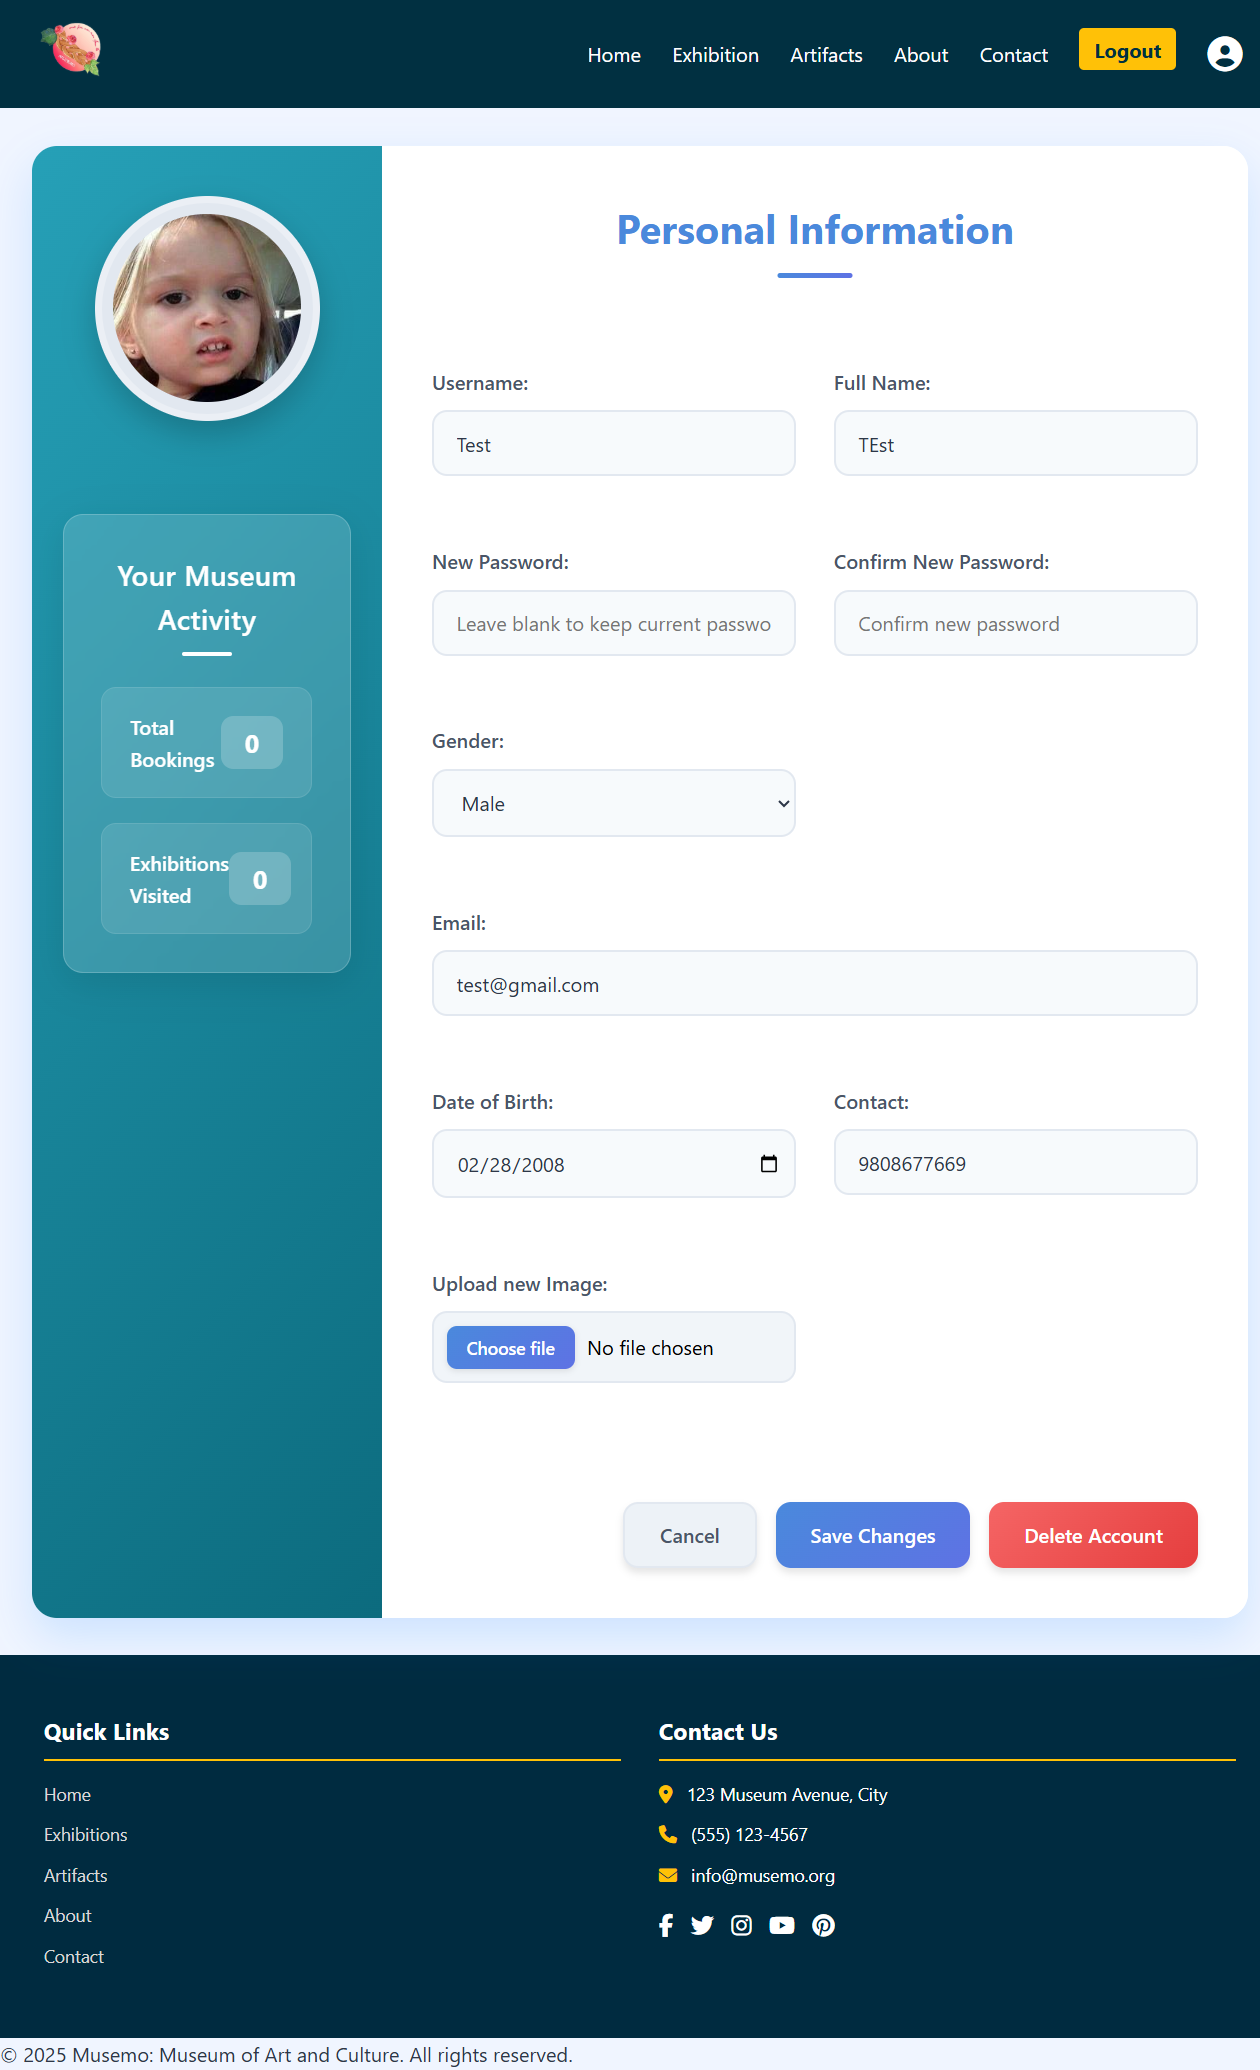 Home Exhibition Artifacts About Contact Logout
Personal Information
Your Museum
Activity
Total
Bookings
0
Exhibitions
Visited
0
Username:
Test
Full Name:
TEst
New Password:
Leave blank to keep current passwo
Confirm New Password:
Confirm new password
Gender:
Male
Email:
test@gmail.com
Date of Birth:
02/28/2008
Contact:
9808677669
Upload new Image:
Choose file No file chosen
Cancel Save Changes Delete Account
Quick Links
Home
Exhibitions
Artifacts
About
Contact
Contact Us
123 Museum Avenue, City
(555) 123-4567
info@musemo.org
© 2025 Musemo: Museum of Art and Culture. All rights reserved.